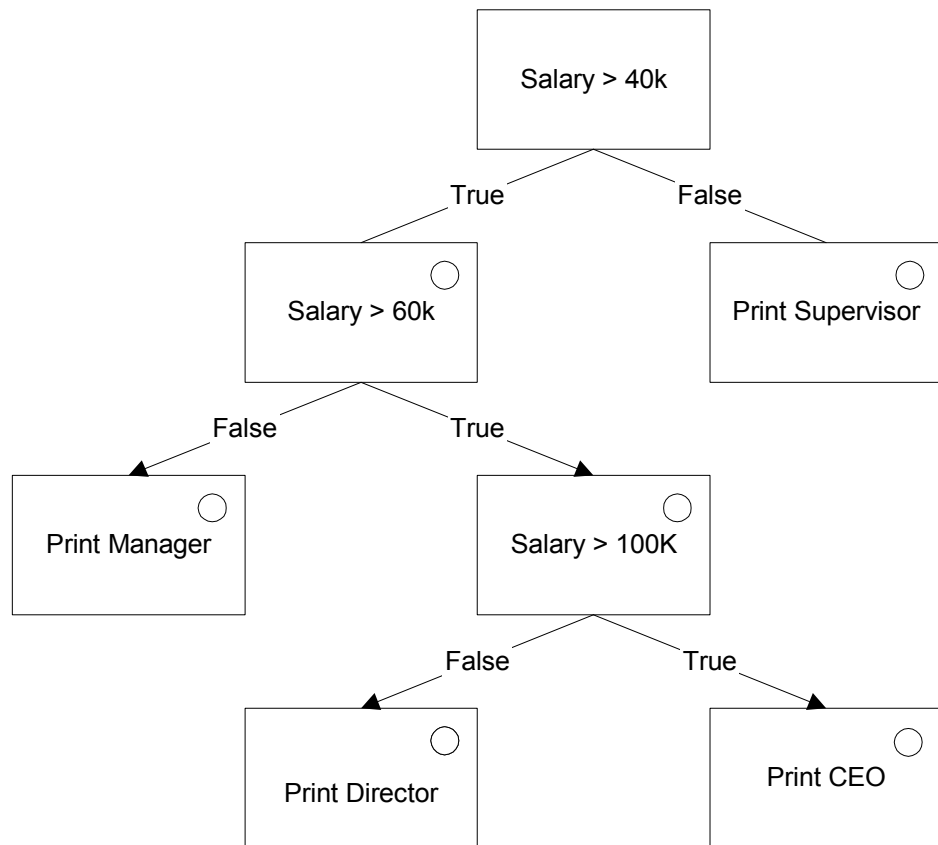 Salary > 40k
True
False
Salary > 60k
Print Supervisor
False
True
Print Manager
Salary > 100K
False
True
Print Director
Print CEO